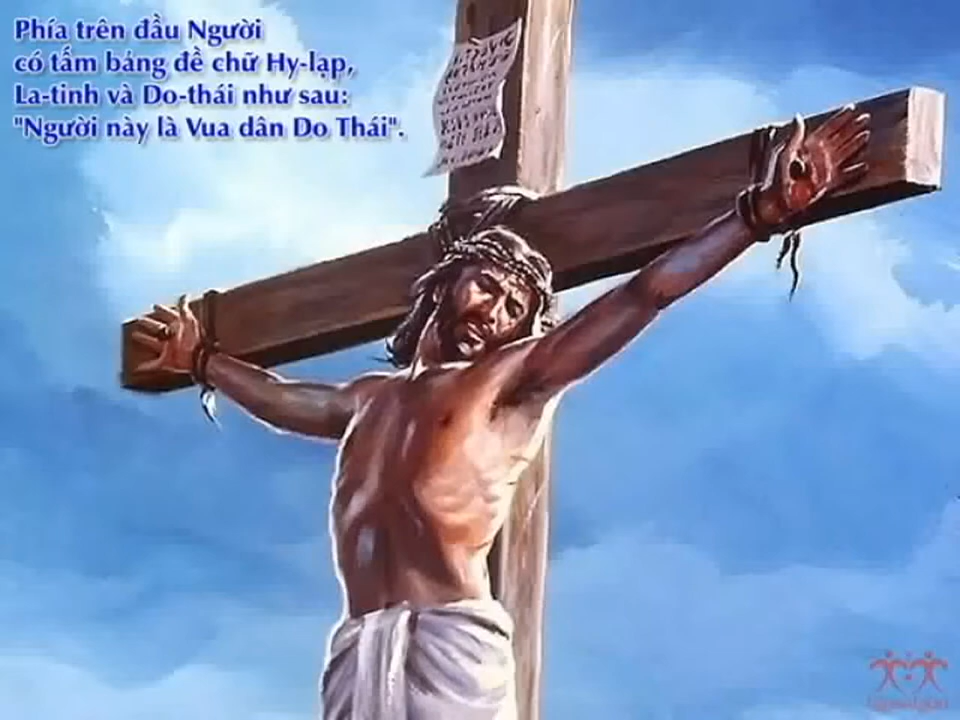 Phía trên đầu Người
có tấm bảng đề chữ Hy-lạp,
La-tinh và Do-thái như sau:
"Người này là Vua dân Do Thái".